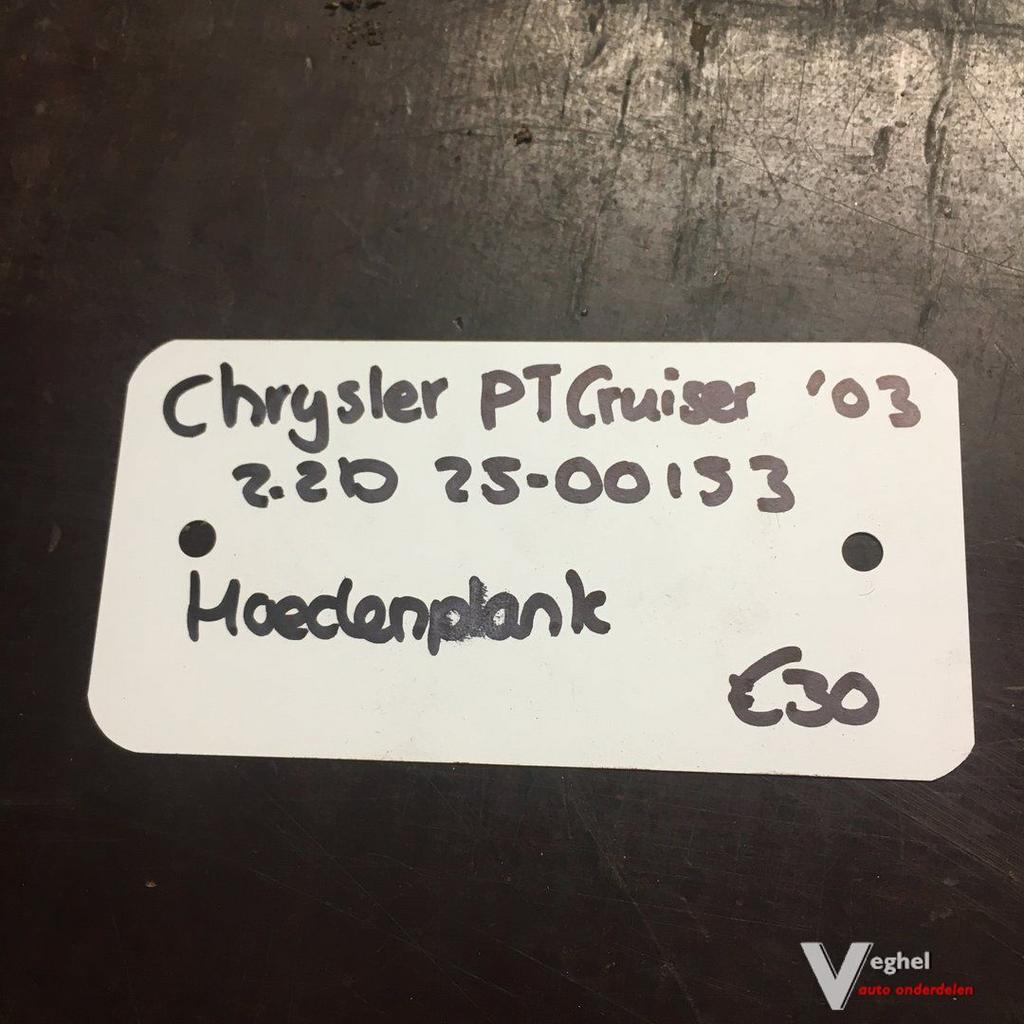 Chrysler PT Cruiser '03
2.2D 25-00153
Hoedenplank
€30
Veghel
auto onderdelen